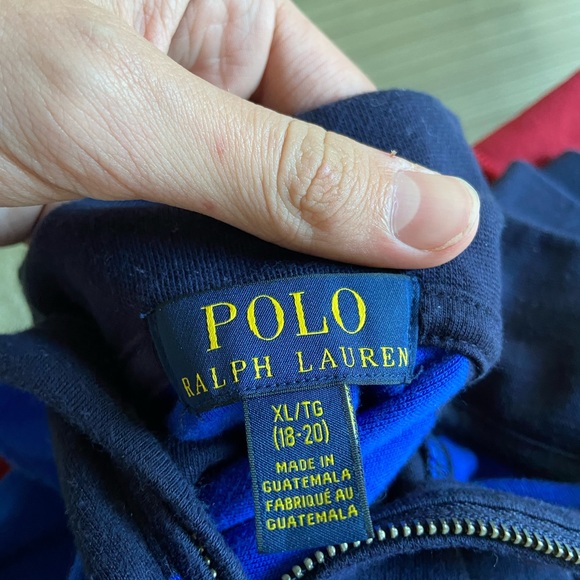 POLO
RALPH LAUREN
XL/TG
(18-20)
MADE IN
GUATEMALA
FABRIQUÉ AU
GUATEMALA